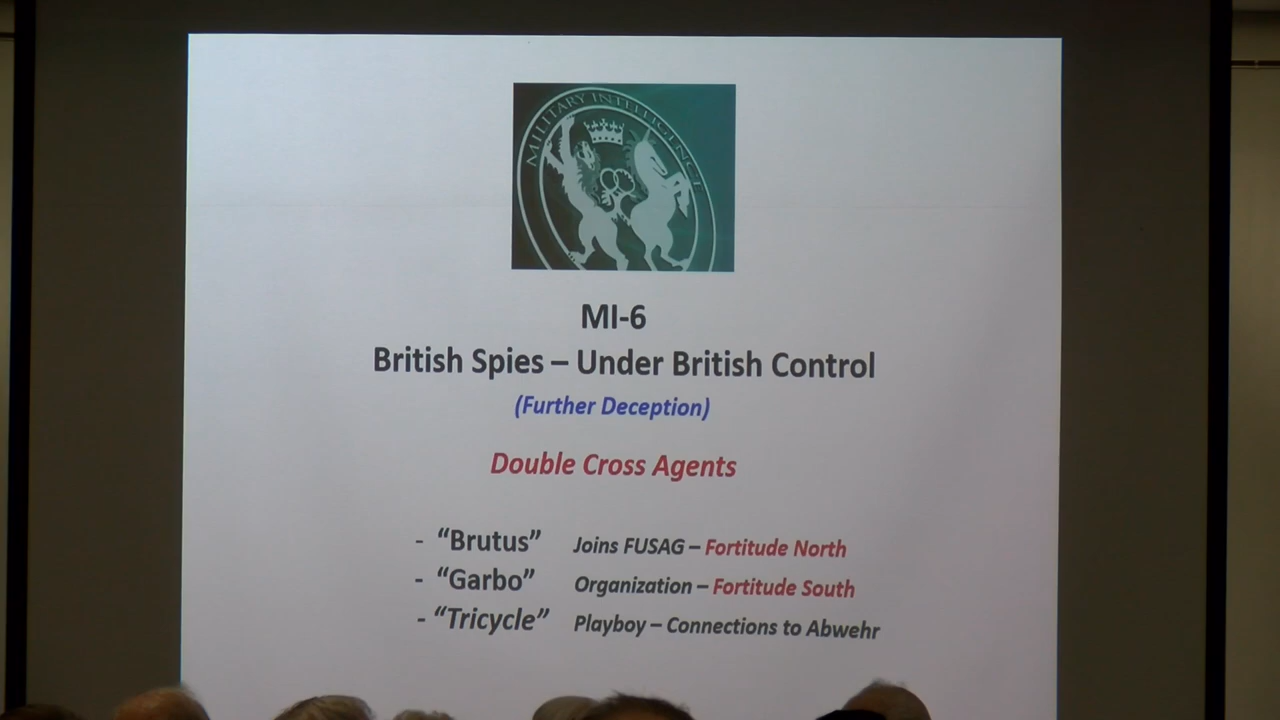 MILITARY INTELLIGENCE
MI-6
British Spies – Under British Control
(Further Deception)
Double Cross Agents
- “Brutus” Joins FUSAG – Fortitude North
- “Garbo” Organization – Fortitude South
- “Tricycle” Playboy – Connections to Abwehr